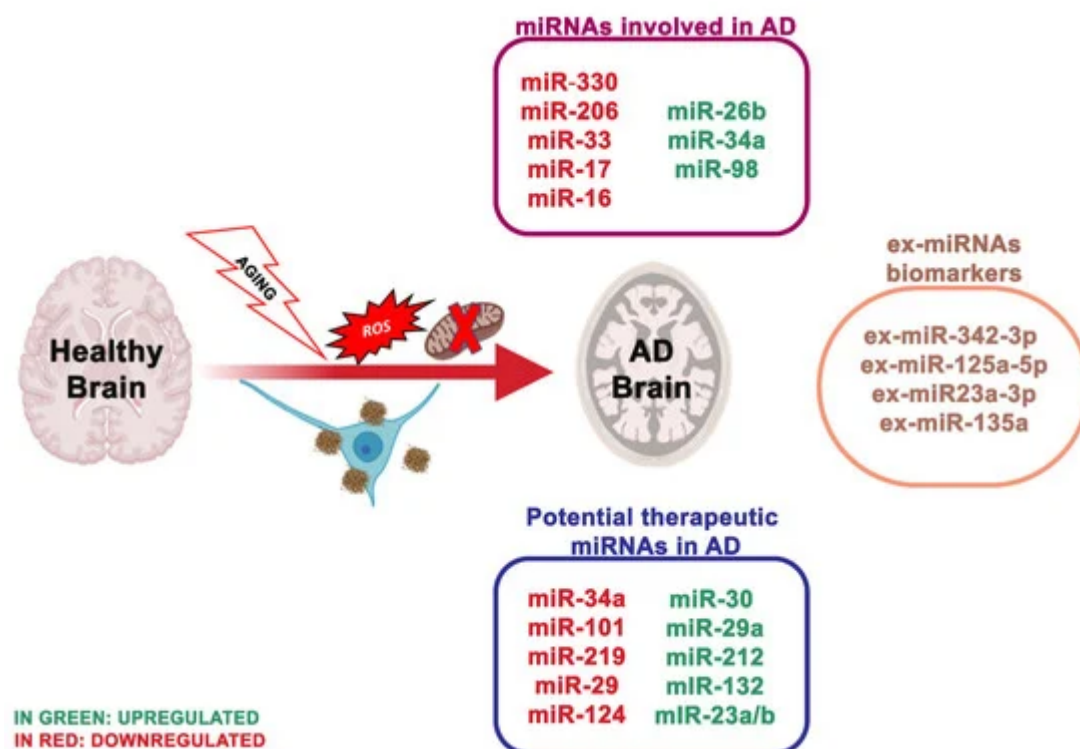 miRNAs involved in AD
miR-330
miR-206
miR-33
miR-17
miR-16
miR-26b
miR-34a
miR-98
AGING
ROS
X
Healthy
Brain
AD
Brain
ex-miRNAs
biomarkers
ex-miR-342-3p
ex-miR-125a-5p
ex-miR23a-3p
ex-miR-135a
Potential therapeutic
miRNAs in AD
miR-34a
miR-101
miR-219
miR-29
miR-124
miR-30
miR-29a
miR-212
mIR-132
mIR-23a/b
IN GREEN: UPREGULATED
IN RED: DOWNREGULATED